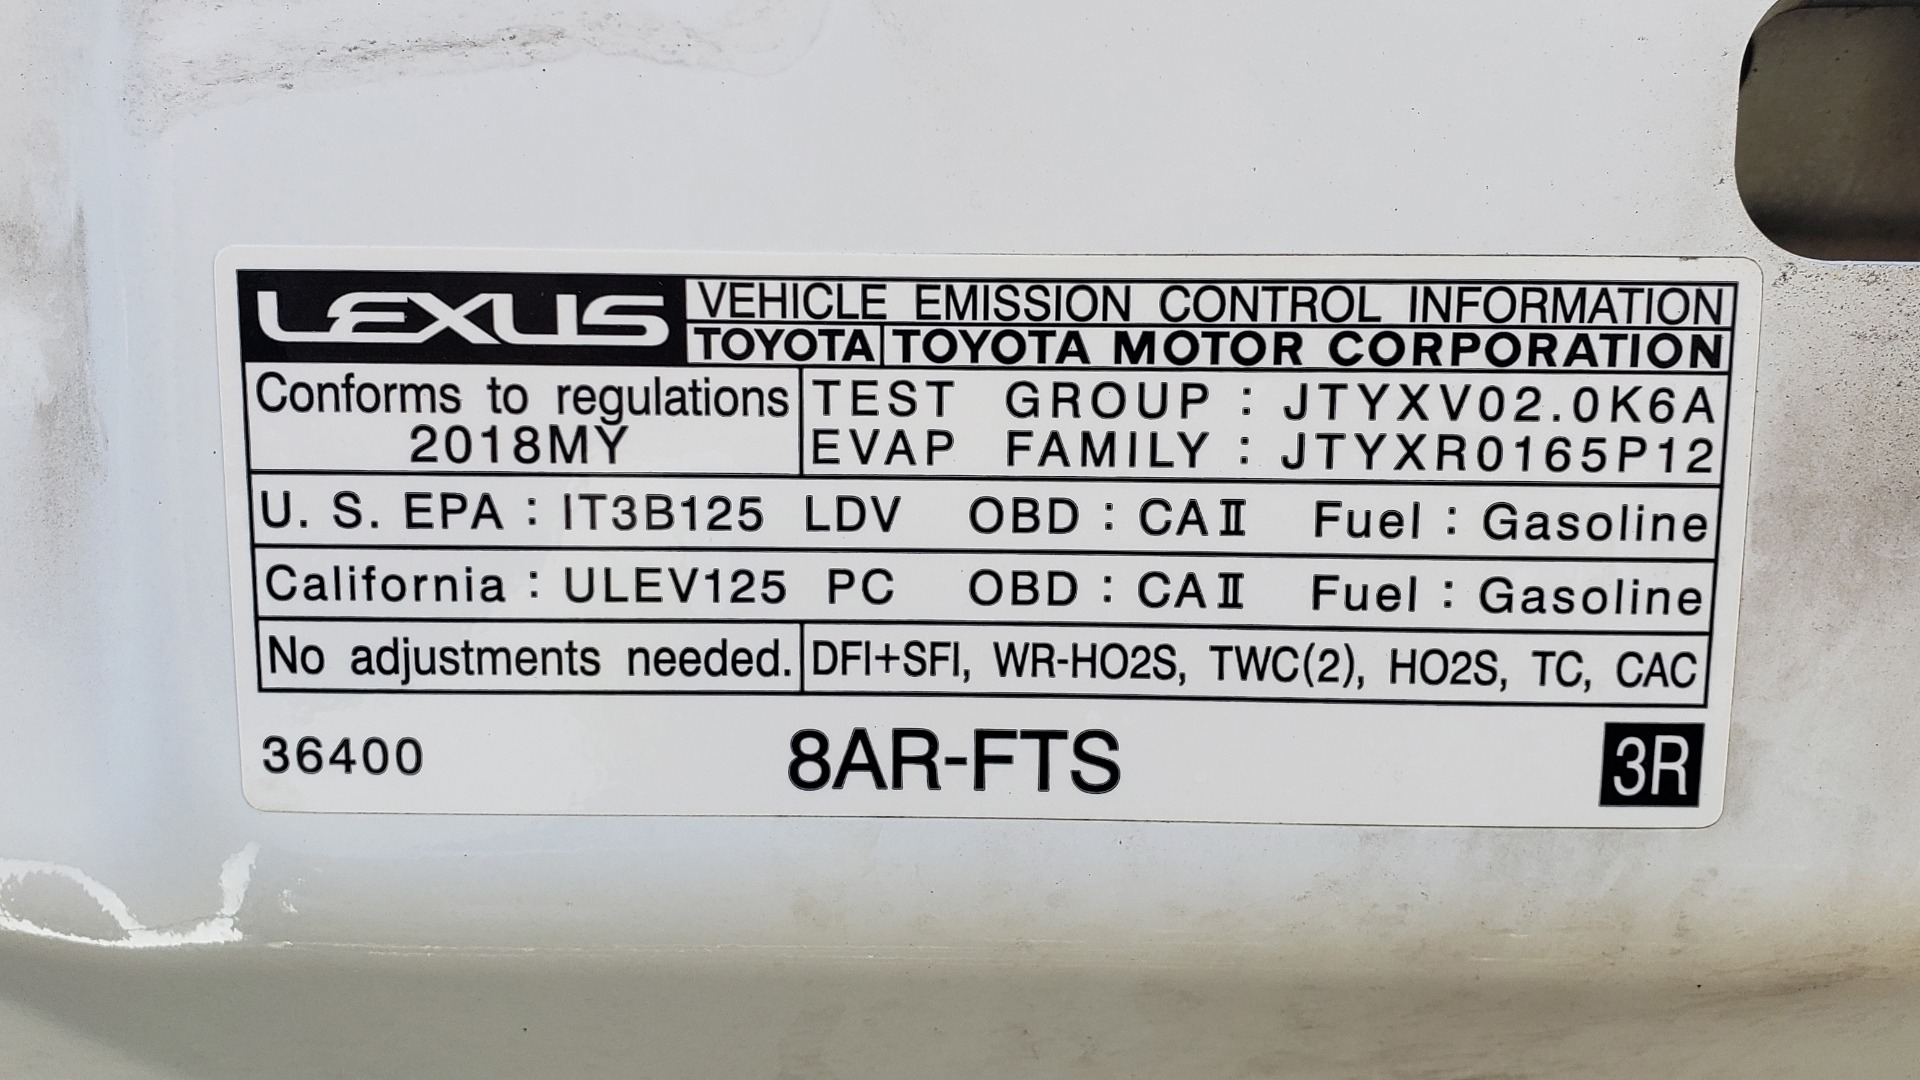 LEXUS VEHICLE EMISSION CONTROL INFORMATION
TOYOTA TOYOTA MOTOR CORPORATION
Conforms to regulations TEST GROUP : JTYXV02.0K6A
2018MY EVAP FAMILY : JTYXR0165P12
U. S. EPA : IT3B125 LDV OBD : CAⅡ Fuel : Gasoline
California : ULEV125 PC OBD : CAⅡ Fuel : Gasoline
No adjustments needed. DFI+SFI, WR-HO2S, TWC(2), HO2S, TC, CAC
36400 8AR-FTS 3R